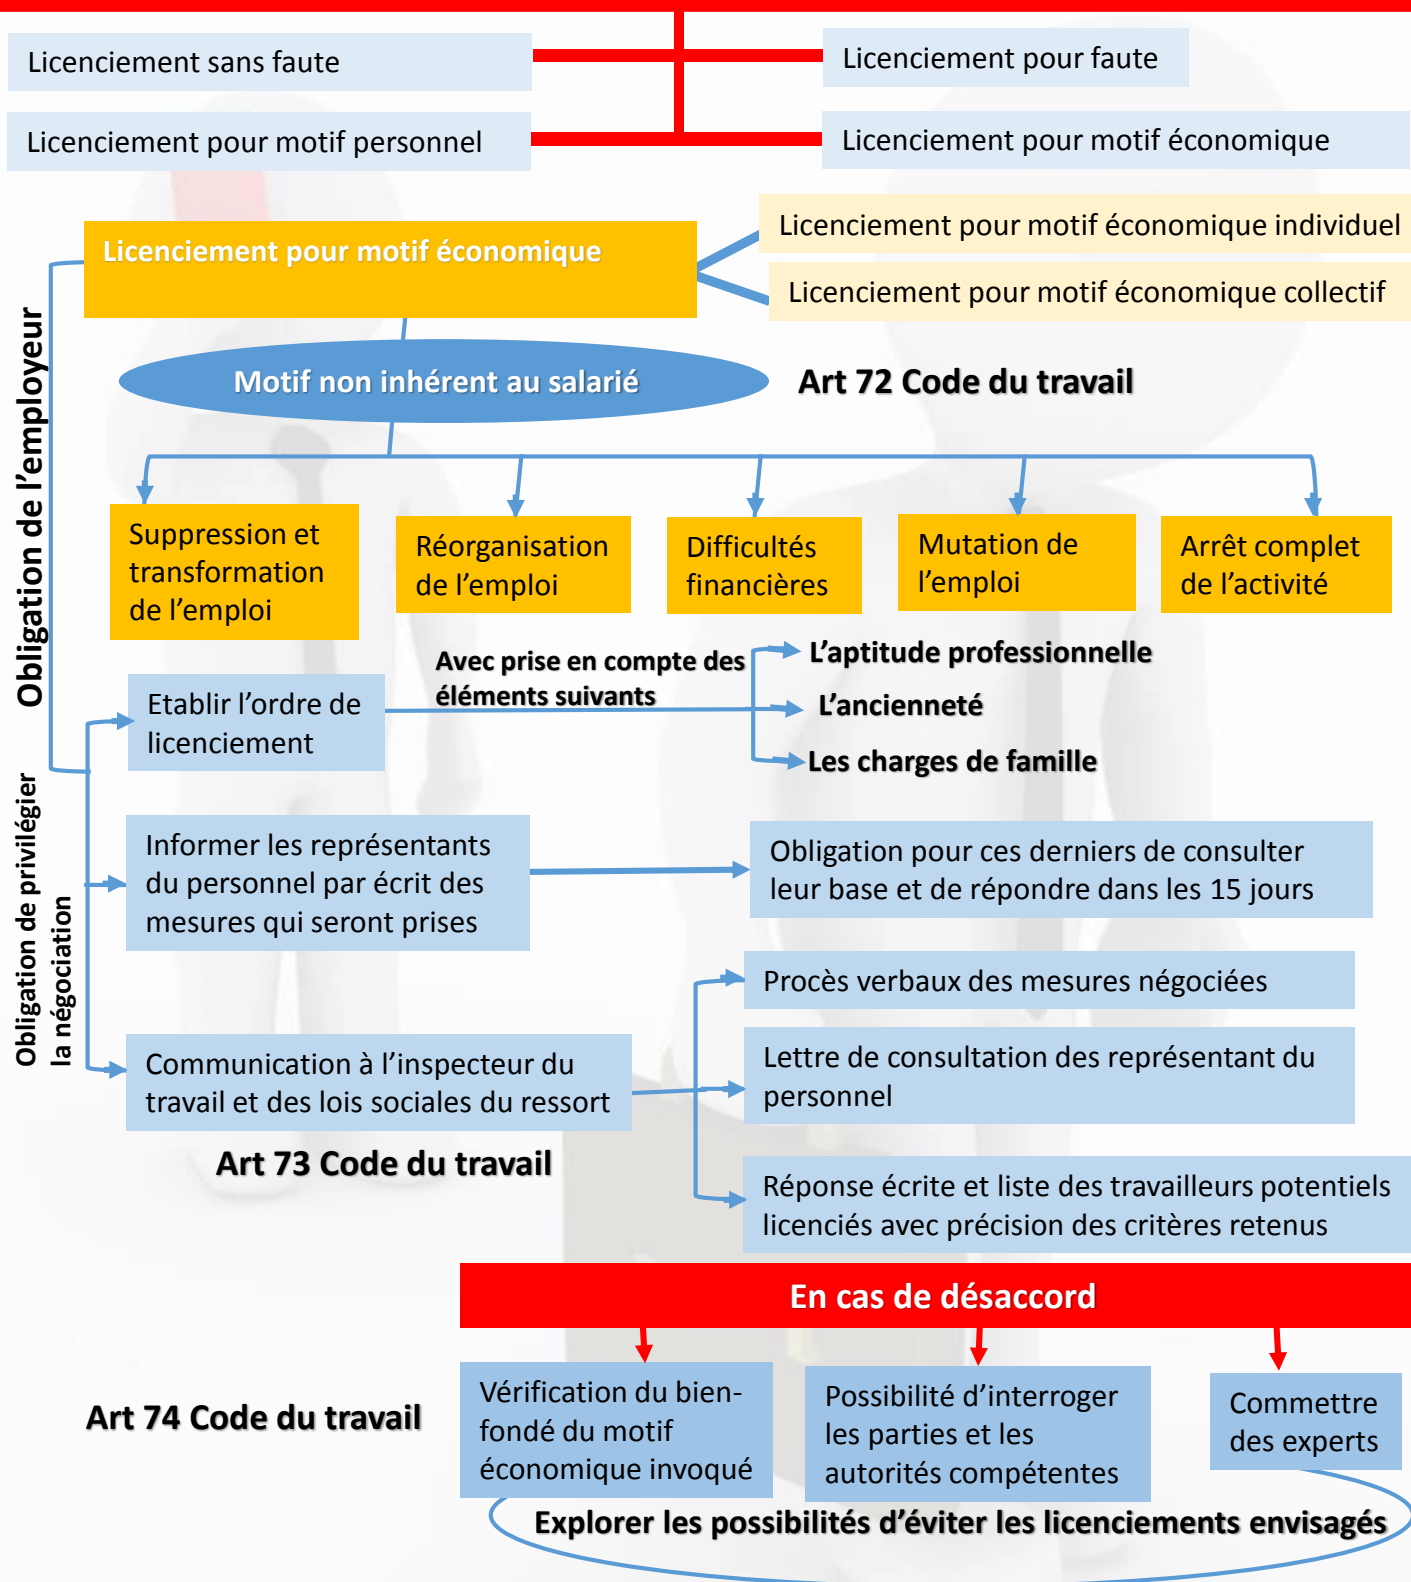 Licenciement sans faute
Licenciement pour faute
Licenciement pour motif personnel
Licenciement pour motif économique
Licenciement pour motif économique
Licenciement pour motif économique individuel
Licenciement pour motif économique collectif
Obligation de l'employeur
Motif non inhérent au salarié
Art 72 Code du travail
Suppression et
transformation
de l'emploi
Réorganisation
de l'emploi
Difficultés
financières
Mutation de
l'emploi
Arrêt complet
de l'activité
Etablir l'ordre de
licenciement
Avec prise en compte des
éléments suivants
L'aptitude professionnelle
L'ancienneté
Les charges de famille
Obligation de privilégier
la négociation
Informer les représentants
du personnel par écrit des
mesures qui seront prises
Obligation pour ces derniers de consulter
leur base et de répondre dans les 15 jours
Communication à l'inspecteur du
travail et des lois sociales du ressort
Procès verbaux des mesures négociées
Lettre de consultation des représentant du
personnel
Réponse écrite et liste des travailleurs potentiels
licenciés avec précision des critères retenus
Art 73 Code du travail
En cas de désaccord
Art 74 Code du travail
Vérification du bien-
fondé du motif
économique invoqué
Possibilité d'interroger
les parties et les
autorités compétentes
Commettre
des experts
Explorer les possibilités d'éviter les licenciements envisagés